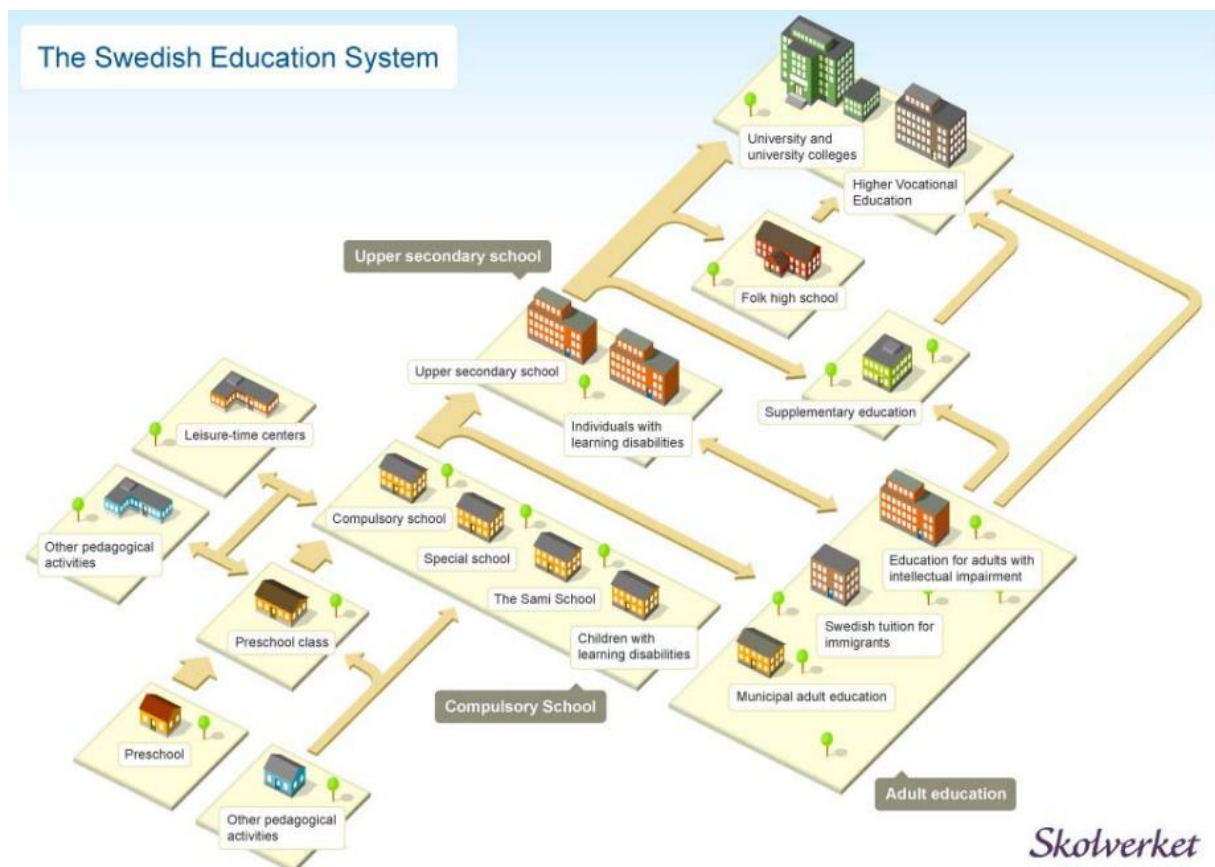 The Swedish Education System
University and
university colleges
Higher Vocational
Education
Upper secondary school
Folk high school
Upper secondary school
Supplementary education
Individuals with
learning disabilities
Leisure-time centers
Other pedagogical
activities
Compulsory school
Special school
The Sami School
Children with
learning disabilities
Education for adults with
intellectual impairment
Swedish tuition for
immigrants
Municipal adult education
Preschool class
Compulsory School
Preschool
Other pedagogical
activities
Adult education
Skolverket